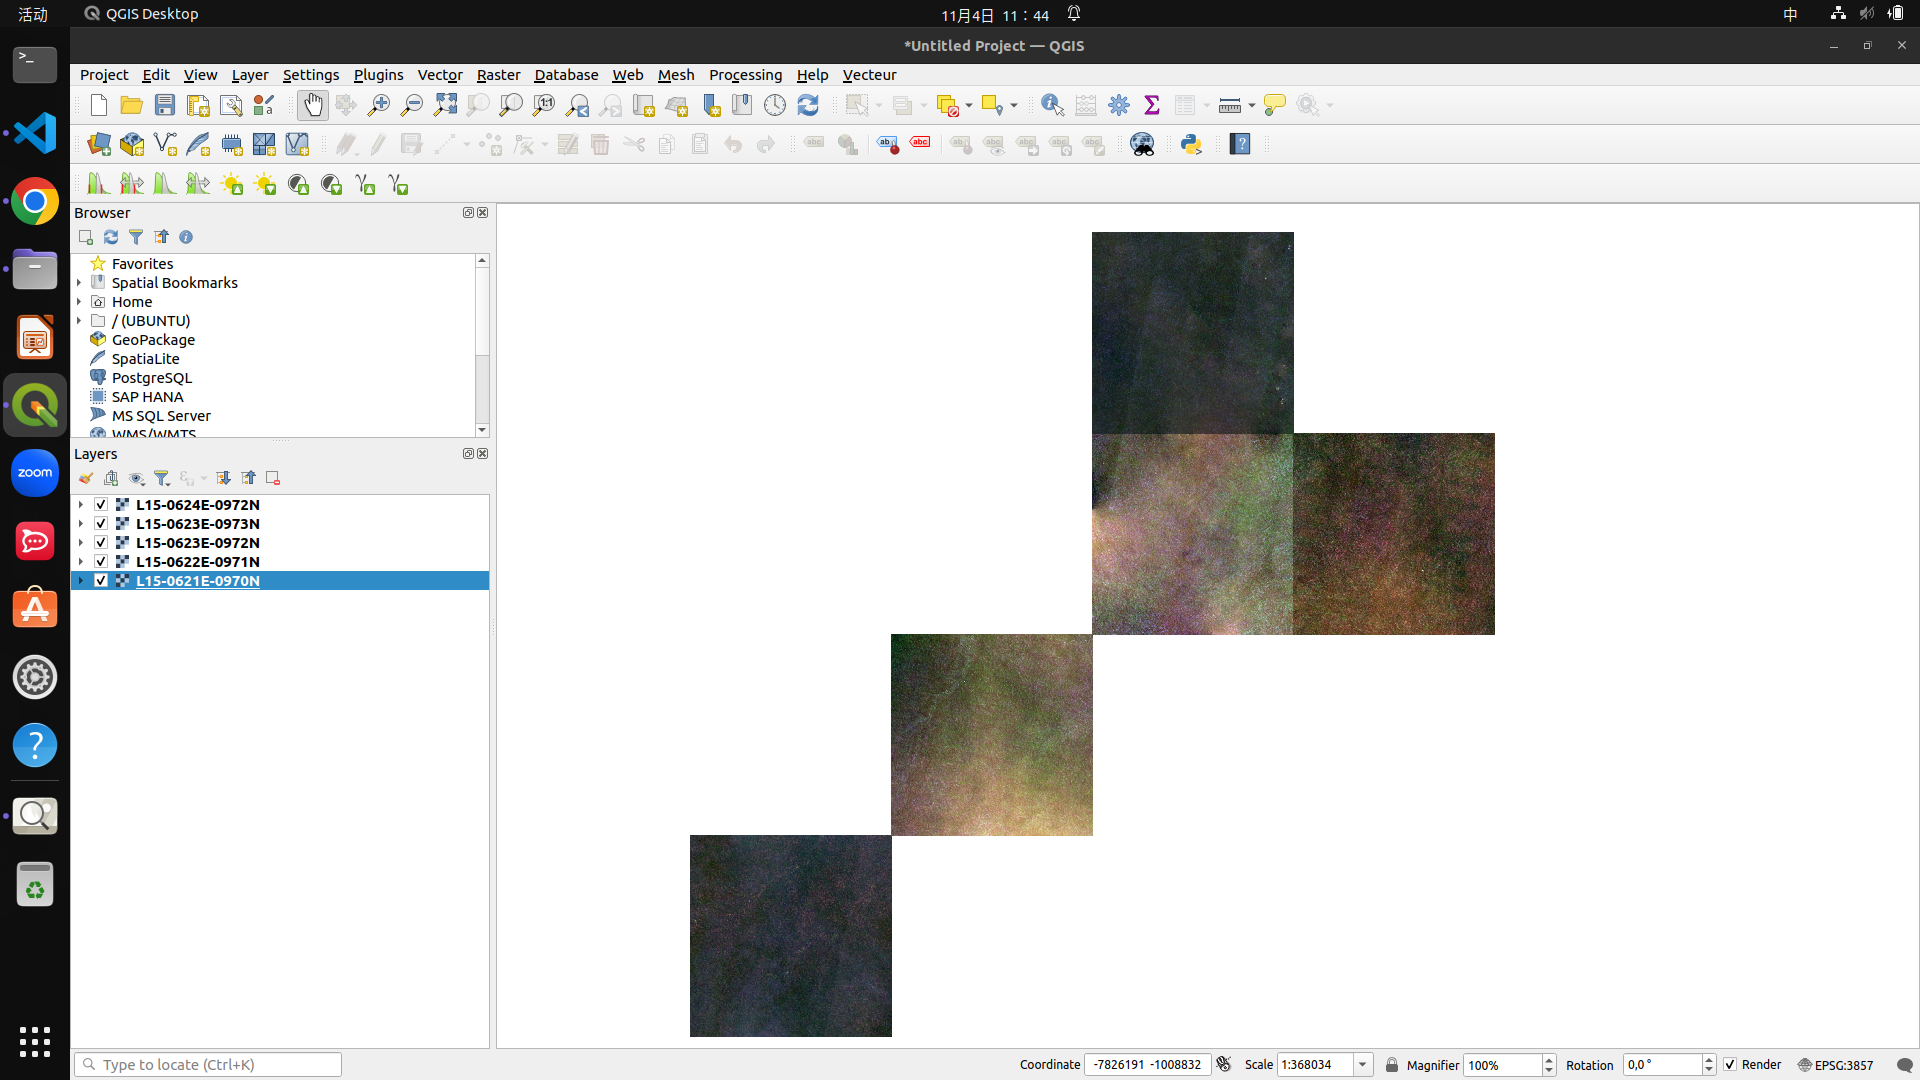 活动
QGIS Desktop
11月4日 11：44
中
*Untitled Project — QGIS
Project Edit View Layer Settings Plugins Vector Raster Database Web Mesh Processing Help Vecteur
Browser
Favorites
Spatial Bookmarks
Home
/ (UBUNTU)
GeoPackage
SpatiaLite
PostgreSQL
SAP HANA
MS SQL Server
WMS/WMTS
Layers
L15-0624E-0972N
L15-0623E-0973N
L15-0623E-0972N
L15-0622E-0971N
L15-0621E-0970N
zoom
Type to locate (Ctrl+K)
Coordinate -7826191 -1008832 Scale 1:368034 Magnifier 100% Rotation 0,0 ° Render EPSG:3857